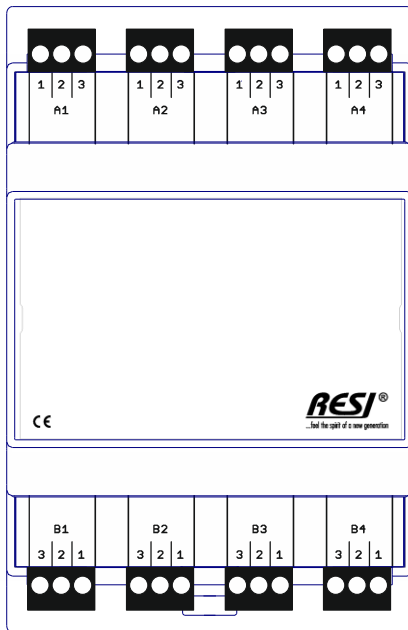 1 2 3 1 2 3 1 2 3 1 2 3
A1 A2 A3 A4
CE RESI®
...feel the spirit of a new generation
B1 B2 B3 B4
3 2 1 3 2 1 3 2 1 3 2 1